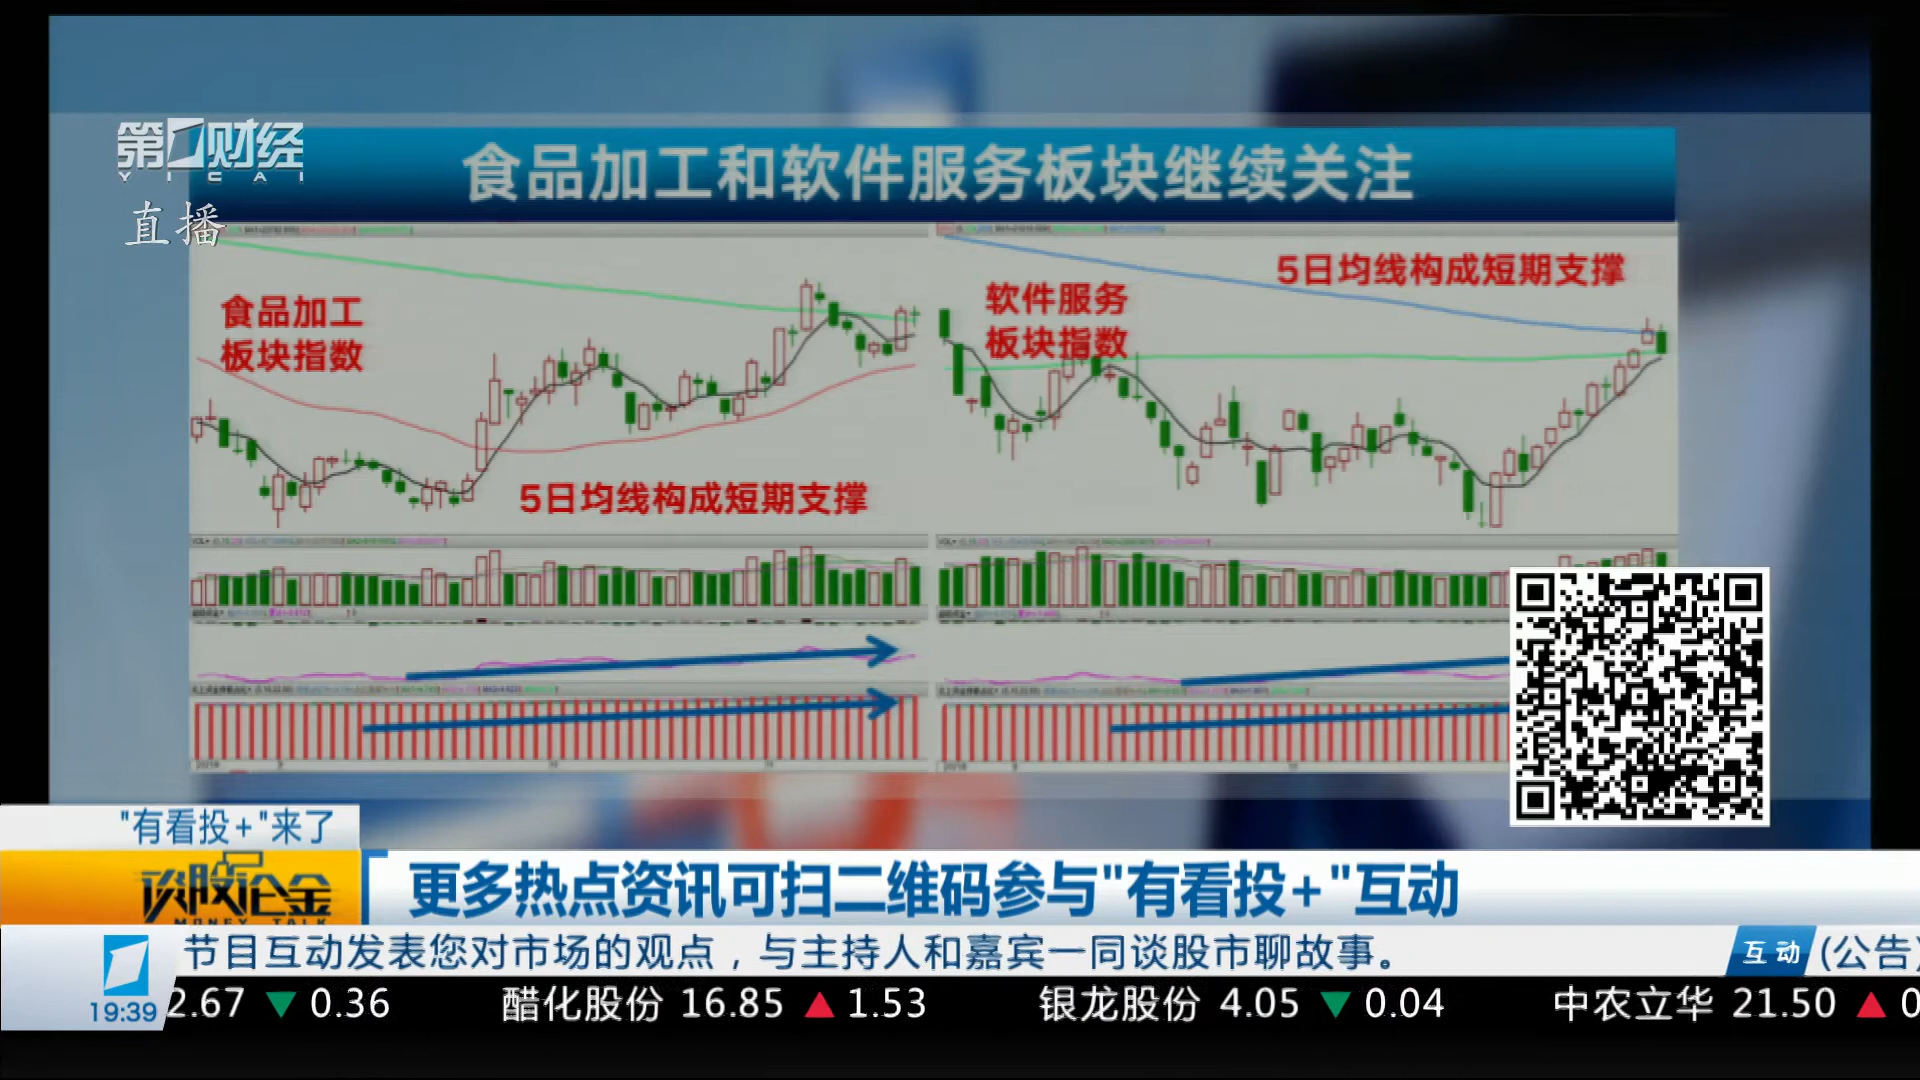 第一财经
YICAI
直播
食品加工和软件服务板块继续关注
食品加工
板块指数
5日均线构成短期支撑
软件服务
板块指数
5日均线构成短期支撑
"有看投+"来了
谈股论金
MONEY TALK
更多热点资讯可扫二维码参与"有看投+"互动
节目互动发表您对市场的观点，与主持人和嘉宾一同谈股市聊故事。
互动
(公告)
19:39
2.67 ▼ 0.36 醋化股份 16.85 ▲ 1.53 银龙股份 4.05 ▼ 0.04 中农立华 21.50 ▲ 0